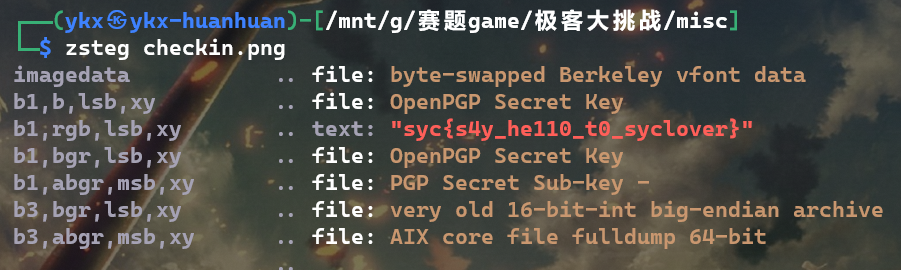 ┌──(ykx㉿ykx-huanhuan)-[/mnt/g/赛题game/极客大挑战/misc]
└─$ zsteg checkin.png
imagedata .. file: byte-swapped Berkeley vfont data
b1,b,lsb,xy .. file: OpenPGP Secret Key
b1,rgb,lsb,xy .. text: "syc{s4y_he110_t0_syclover}"
b1,bgr,lsb,xy .. file: OpenPGP Secret Key
b1,abgr,msb,xy .. file: PGP Secret Sub-key -
b3,bgr,lsb,xy .. file: very old 16-bit-int big-endian archive
b3,abgr,msb,xy .. file: AIX core file fulldump 64-bit
..